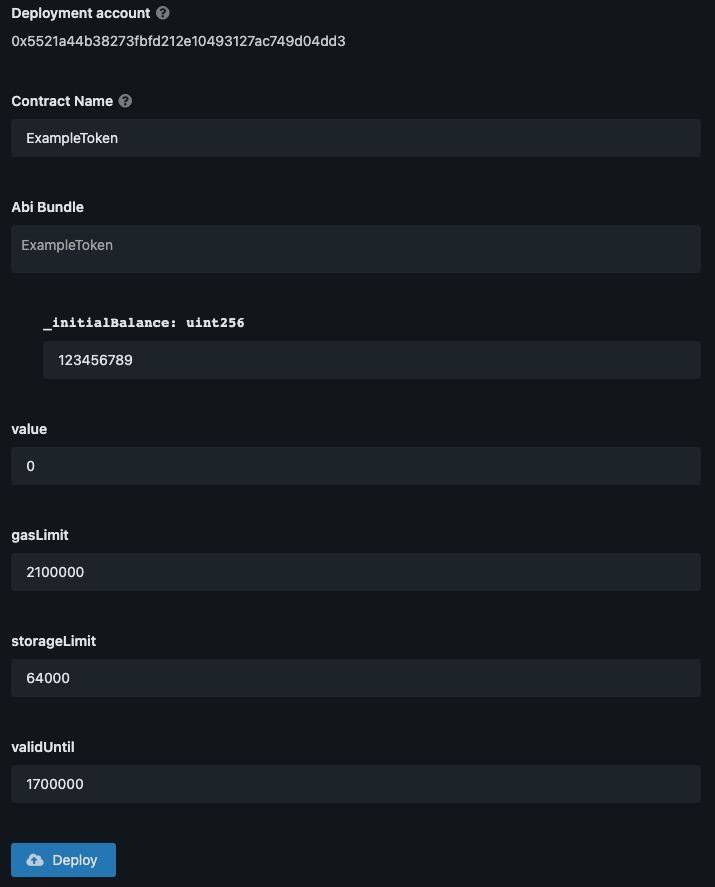 Deployment account
0x5521a44b38273fbfd212e10493127ac749d04dd3
Contract Name
ExampleToken
Abi Bundle
ExampleToken
_initialBalance: uint256
123456789
value
0
gasLimit
2100000
storageLimit
64000
validUntil
1700000
Deploy